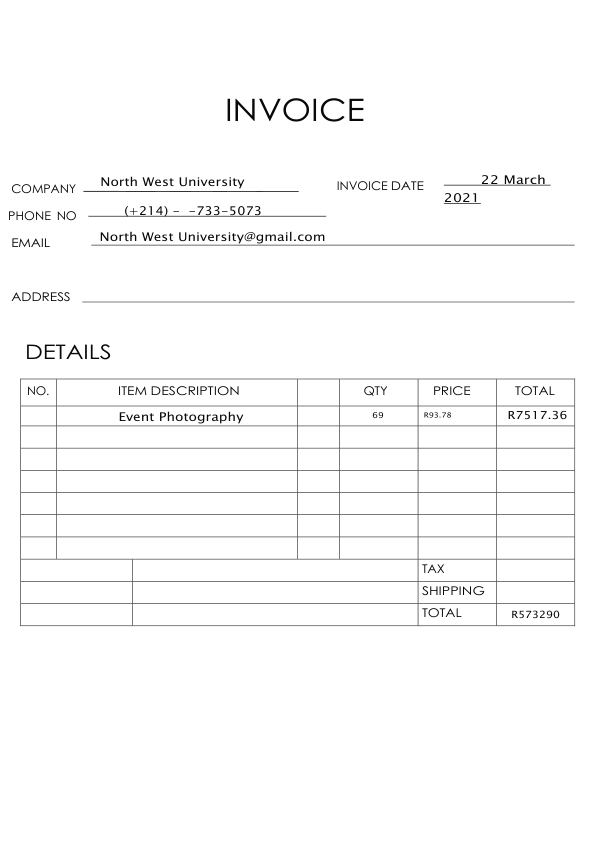 INVOICE
COMPANY North West University INVOICE DATE 22 March
2021
PHONE NO (+214) - -733-5073
EMAIL North West University@gmail.com
ADDRESS
DETAILS
NO. ITEM DESCRIPTION QTY PRICE TOTAL
Event Photography 69 R93.78 R7517.36
TAX
SHIPPING
TOTAL R573290